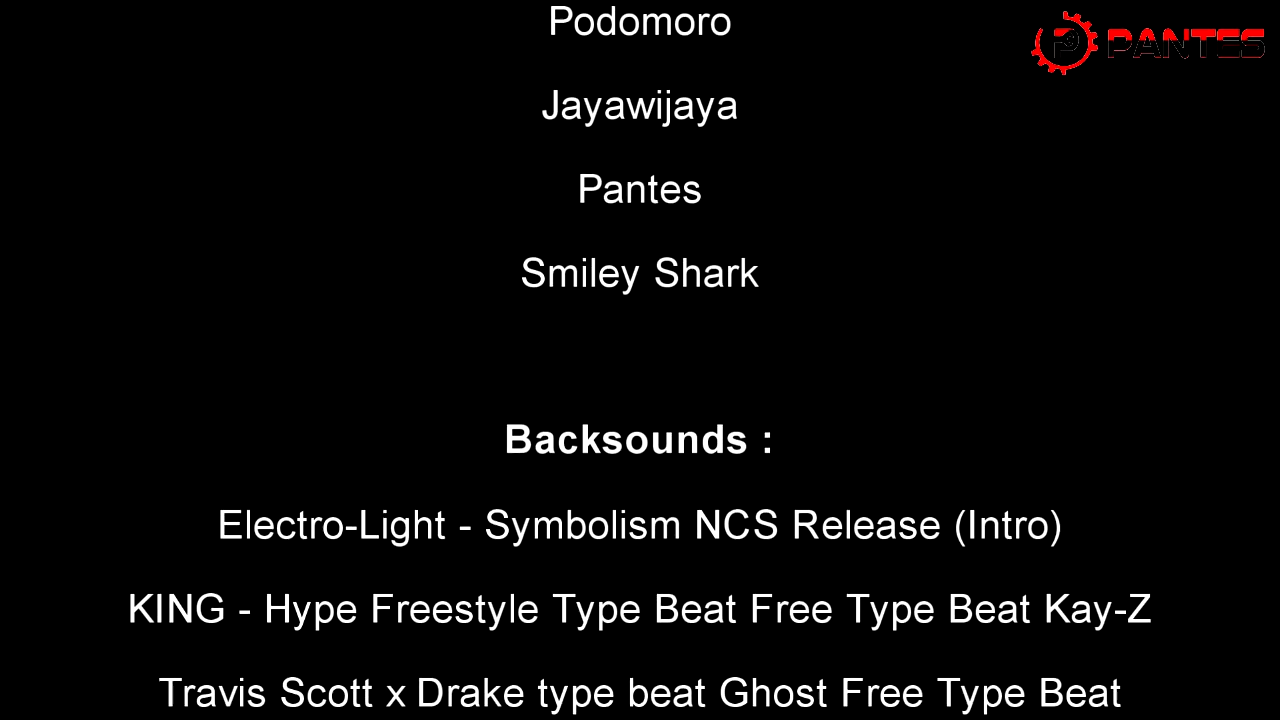 Podomoro
PANTES
Jayawijaya
Pantes
Smiley Shark
Backsounds :
Electro-Light - Symbolism NCS Release (Intro)
KING - Hype Freestyle Type Beat Free Type Beat Kay-Z
Travis Scott x Drake type beat Ghost Free Type Beat